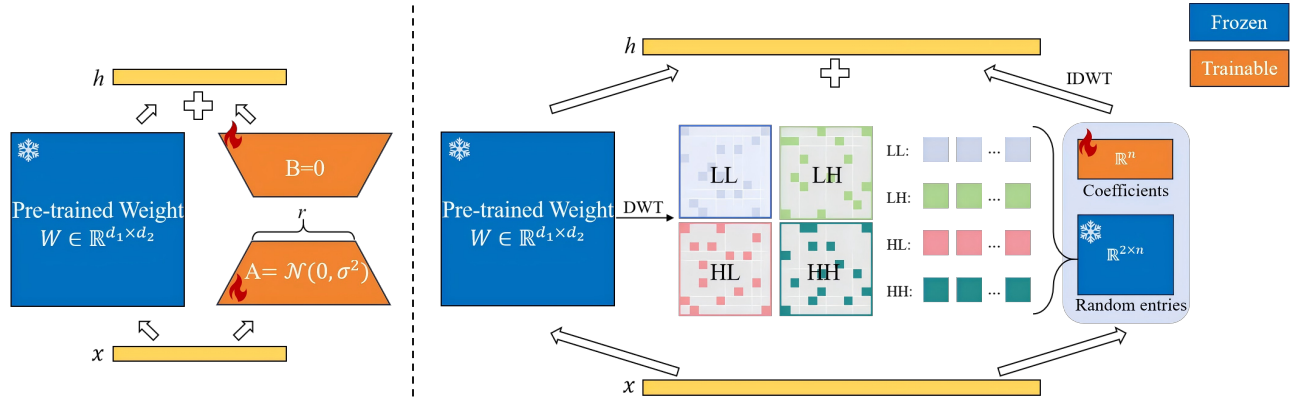 h
B=0
Pre-trained Weight
W ∈ ℝ^{d₁×d₂}
r
A= 𝒩(0, σ²)
x
Frozen
Trainable
h
IDWT
Pre-trained Weight
W ∈ ℝ^{d₁×d₂}
DWT
LL
LH
HL
HH
LL: ...
LH: ...
HL: ...
HH: ...
ℝⁿ
Coefficients
ℝ^{2×n}
Random entries
x